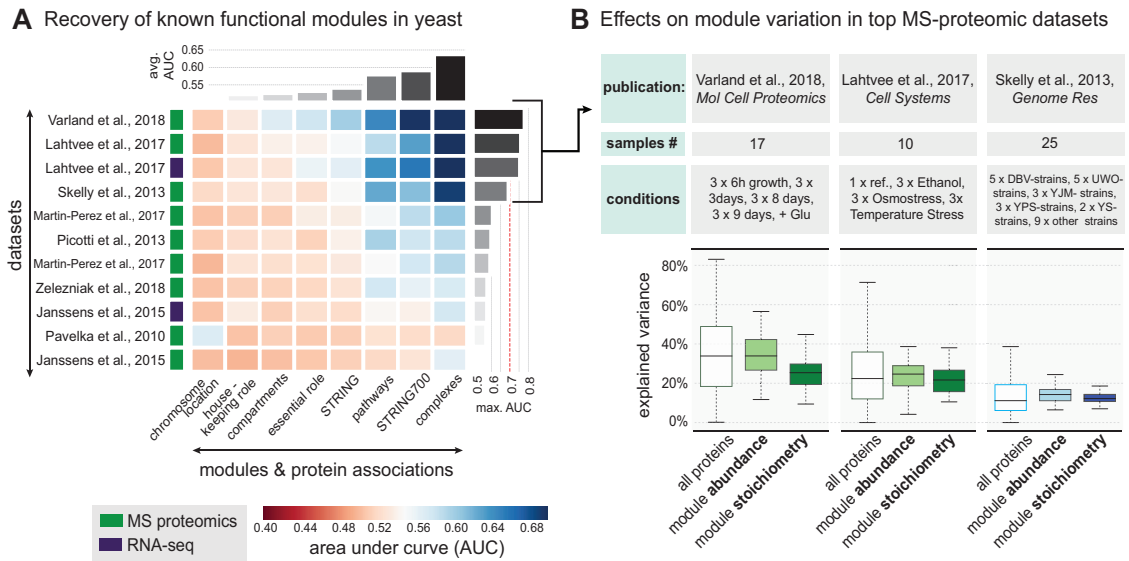 A Recovery of known functional modules in yeast
avg.
AUC
0.65
0.60
0.55
datasets
Varland et al., 2018
Lahtvee et al., 2017
Lahtvee et al., 2017
Skelly et al., 2013
Martin-Perez et al., 2017
Picotti et al., 2013
Martin-Perez et al., 2017
Zelezniak et al., 2018
Janssens et al., 2015
Pavelka et al., 2010
Janssens et al., 2015
chromosome
location
house -
keeping role
compartments
essential role
STRING
pathways
STRING700
complexes
0.5
0.6
0.7
0.8
max. AUC
modules & protein associations
MS proteomics
RNA-seq
0.40 0.44 0.48 0.52 0.56 0.60 0.64 0.68
area under curve (AUC)
B Effects on module variation in top MS-proteomic datasets
publication:
Varland et al., 2018,
Mol Cell Proteomics
Lahtvee et al., 2017,
Cell Systems
Skelly et al., 2013,
Genome Res
samples #
17
10
25
conditions
3 x 6h growth, 3 x
3days, 3 x 8 days,
3 x 9 days, + Glu
1 x ref., 3 x Ethanol,
3 x Osmostress, 3x
Temperature Stress
5 x DBV-strains, 5 x UWO-
strains, 3 x YJM- strains,
3 x YPS-strains, 2 x YS-
strains, 9 x other strains
explained variance
80%
60%
40%
20%
0%
all proteins
module abundance
module stoichiometry
all proteins
module abundance
module stoichiometry
all proteins
module abundance
module stoichiometry